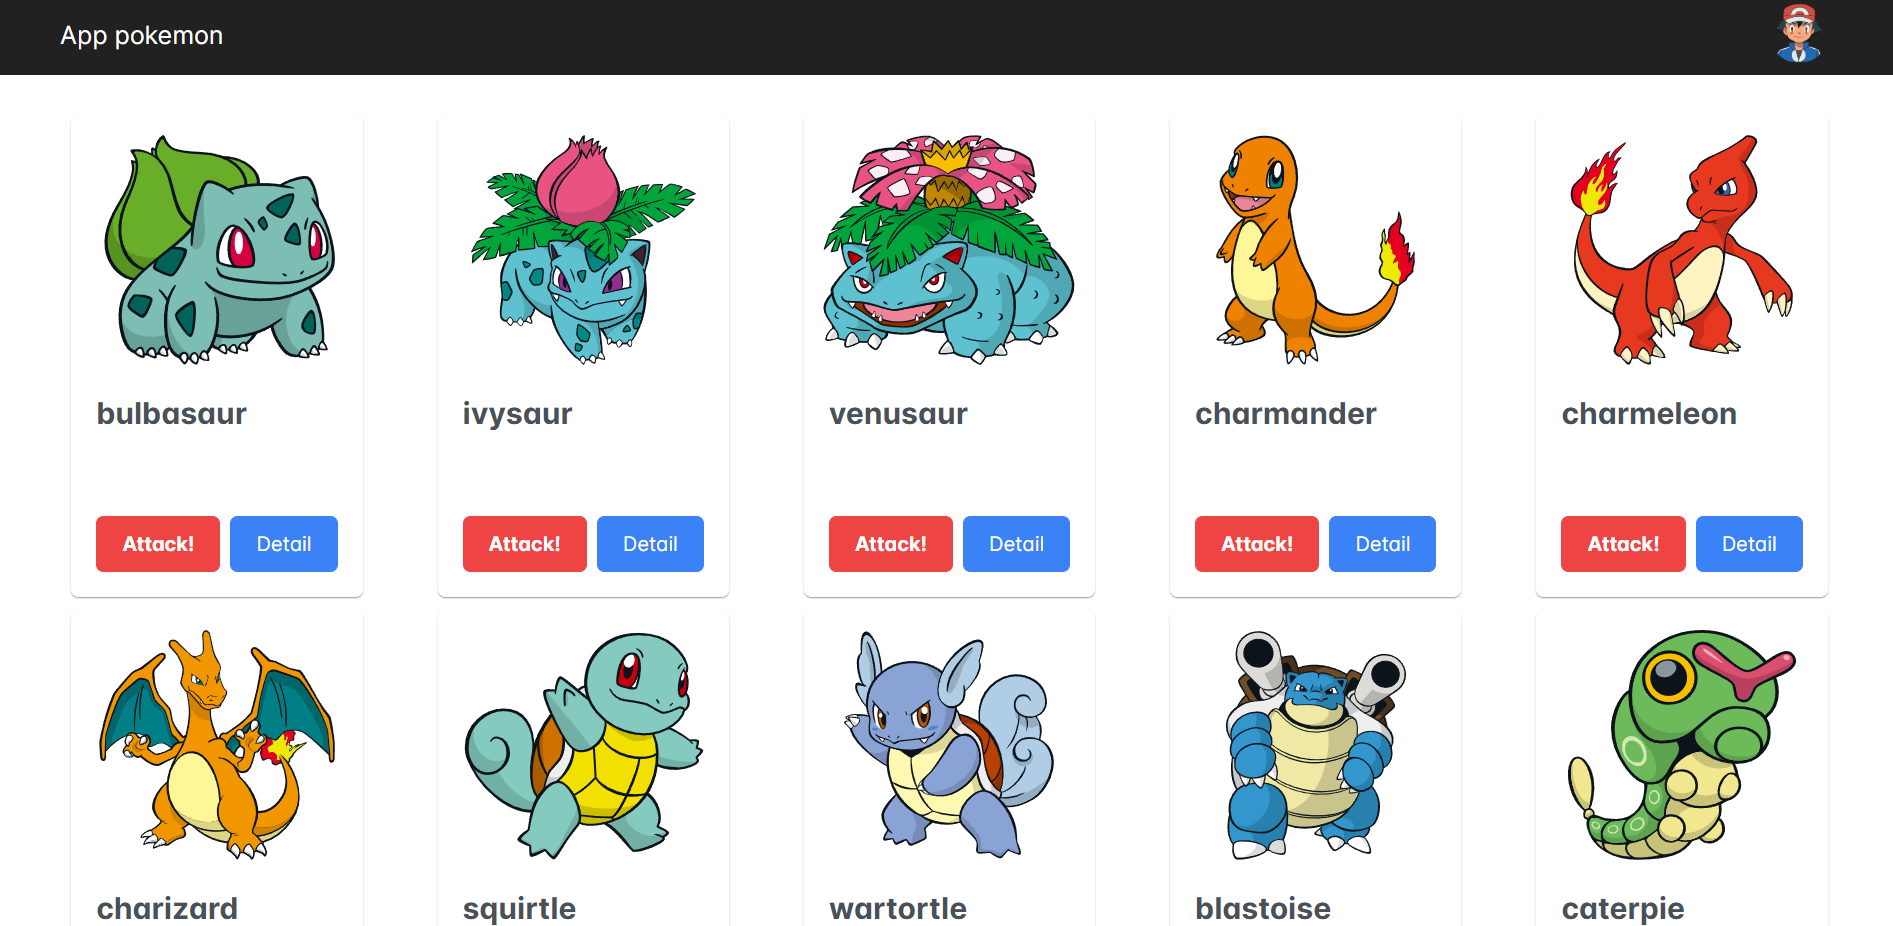 App pokemon
bulbasaur
ivysaur
venusaur
charmander
charmeleon
Attack! Detail
Attack! Detail
Attack! Detail
Attack! Detail
Attack! Detail
charizard
squirtle
wartortle
blastoise
caterpie